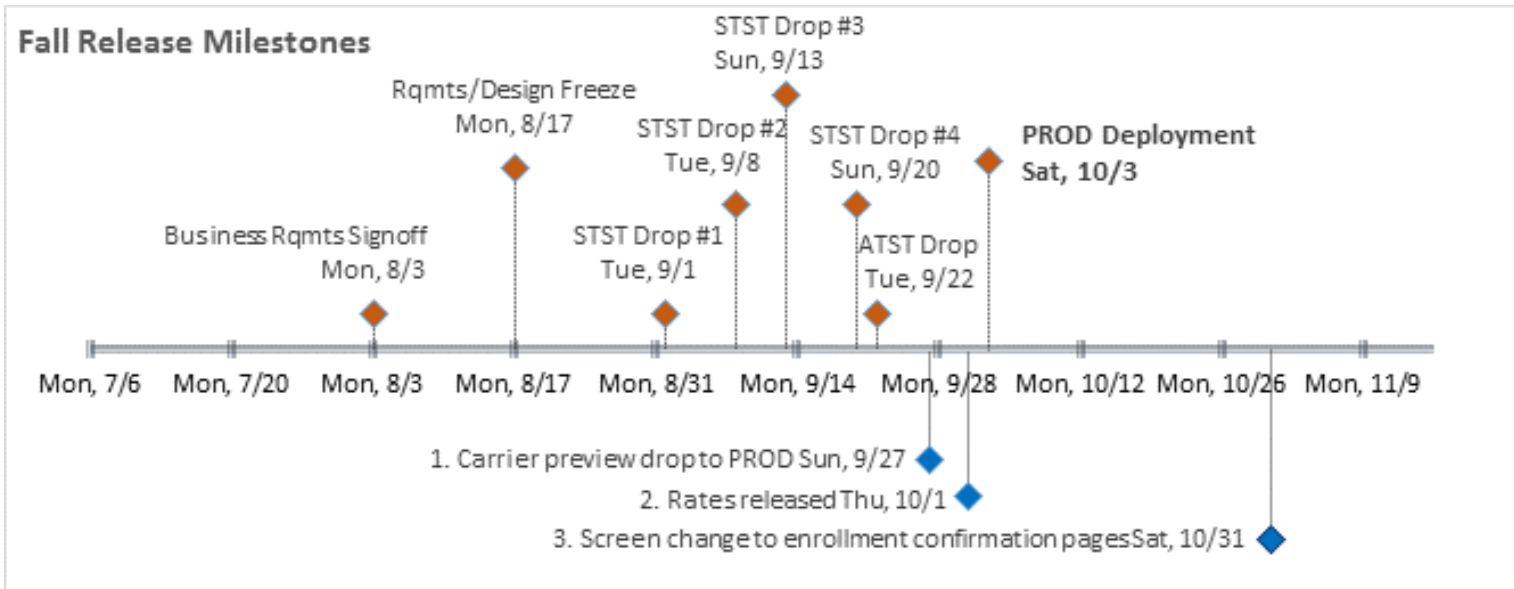 Fall Release Milestones
STST Drop #3
Sun, 9/13
Rqmts/Design Freeze
Mon, 8/17
STST Drop #2
Tue, 9/8
STST Drop #4
Sun, 9/20
PROD Deployment
Sat, 10/3
Business Rqmts Signoff
Mon, 8/3
STST Drop #1
Tue, 9/1
ATST Drop
Tue, 9/22
Mon, 7/6 Mon, 7/20 Mon, 8/3 Mon, 8/17 Mon, 8/31 Mon, 9/14 Mon, 9/28 Mon, 10/12 Mon, 10/26 Mon, 11/9
1. Carrier preview drop to PROD Sun, 9/27
2. Rates released Thu, 10/1
3. Screen change to enrollment confirmation pagesSat, 10/31